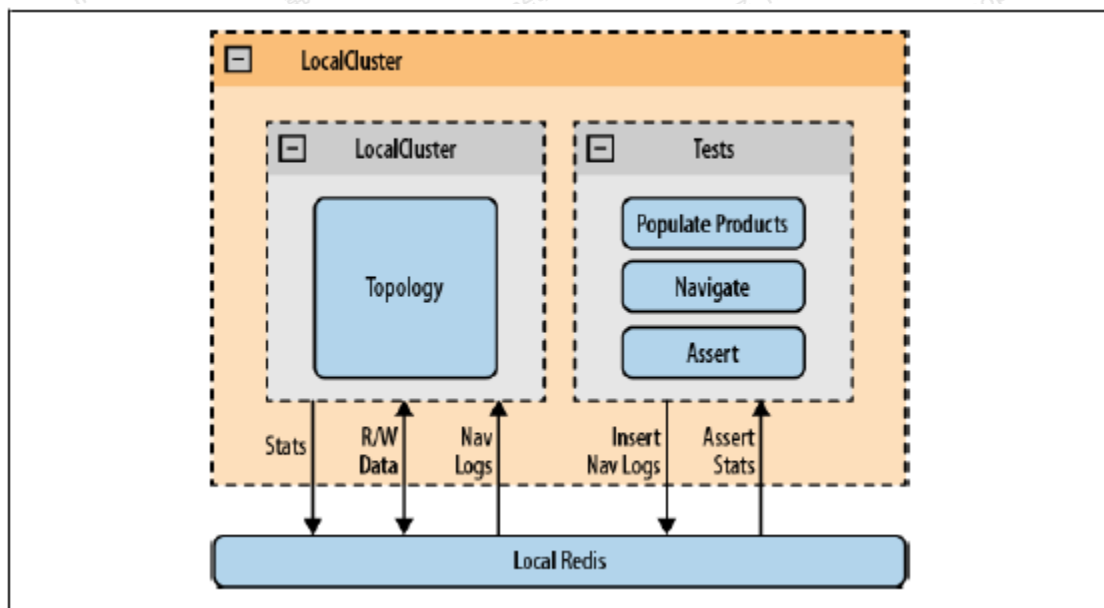 LocalCluster
LocalCluster
Tests
Topology
Populate Products
Navigate
Assert
Stats
R/W
Data
Nav
Logs
Insert
Nav Logs
Assert
Stats
Local Redis